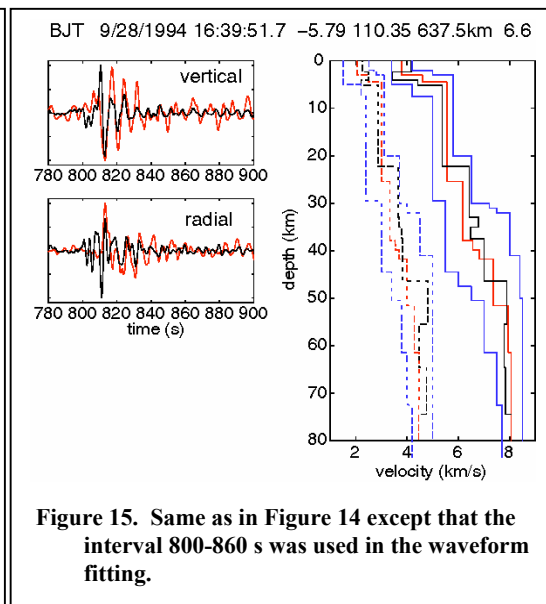 BJT 9/28/1994 16:39:51.7 −5.79 110.35 637.5km 6.6
vertical
780 800 820 840 860 880 900
radial
780 800 820 840 860 880 900
time (s)
0
10
20
30
40
50
60
70
80
depth (km)
2 4 6 8
velocity (km/s)
Figure 15. Same as in Figure 14 except that the
interval 800-860 s was used in the waveform
fitting.